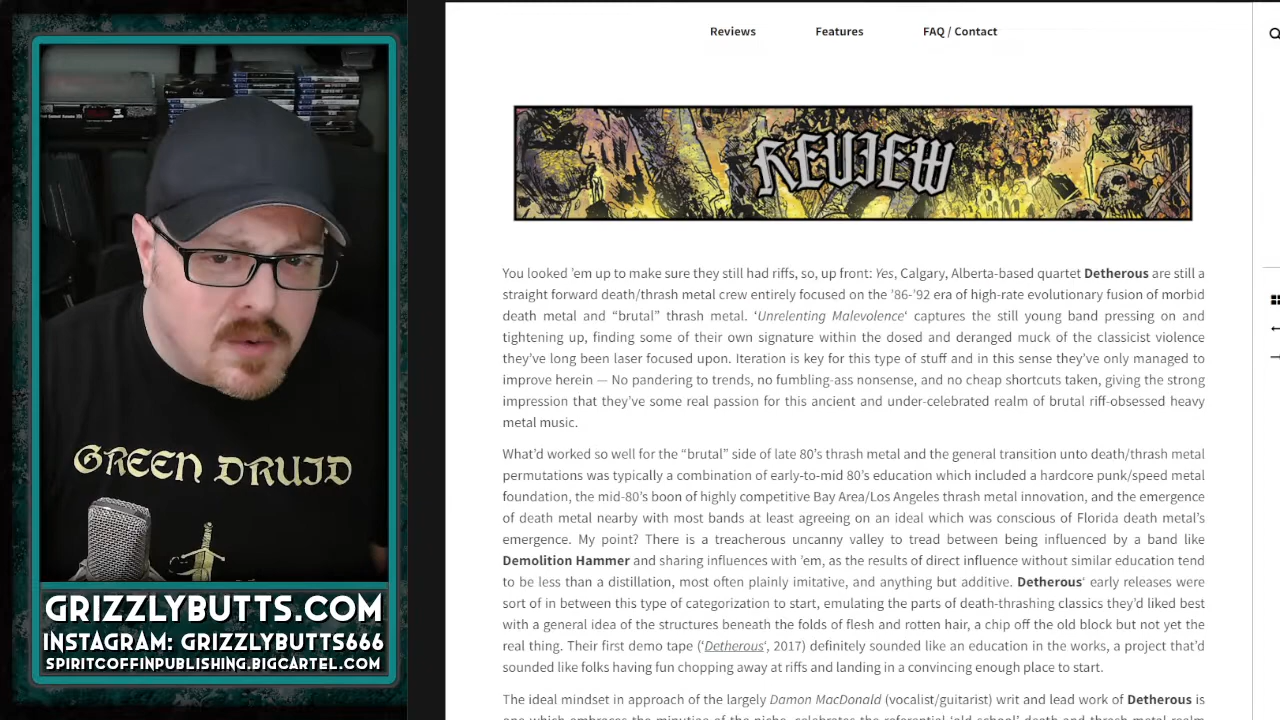 GREEN DRUID
GRIZZLYBUTTS.COM
INSTAGRAM: GRIZZLYBUTTS666
SPIRITCOFFINPUBLISHING.BIGCARTEL.COM
Reviews
Features
FAQ / Contact
REVIEW
You looked ’em up to make sure they still had riffs, so, up front: Yes, Calgary, Alberta-based quartet Detherous are still a
straight forward death/thrash metal crew entirely focused on the ’86-’92 era of high-rate evolutionary fusion of morbid
death metal and “brutal” thrash metal. ‘Unrelenting Malevolence‘ captures the still young band pressing on and
tightening up, finding some of their own signature within the dosed and deranged muck of the classicist violence
they’ve long been laser focused upon. Iteration is key for this type of stuff and in this sense they’ve only managed to
improve herein — No pandering to trends, no fumbling-ass nonsense, and no cheap shortcuts taken, giving the strong
impression that they’ve some real passion for this ancient and under-celebrated realm of brutal riff-obsessed heavy
metal music.
What’d worked so well for the “brutal” side of late 80’s thrash metal and the general transition unto death/thrash metal
permutations was typically a combination of early-to-mid 80’s education which included a hardcore punk/speed metal
foundation, the mid-80’s boon of highly competitive Bay Area/Los Angeles thrash metal innovation, and the emergence
of death metal nearby with most bands at least agreeing on an ideal which was conscious of Florida death metal’s
emergence. My point? There is a treacherous uncanny valley to tread between being influenced by a band like
Demolition Hammer and sharing influences with ’em, as the results of direct influence without similar education tend
to be less than a distillation, most often plainly imitative, and anything but additive. Detherous‘ early releases were
sort of in between this type of categorization to start, emulating the parts of death-thrashing classics they’d liked best
with a general idea of the structures beneath the folds of flesh and rotten hair, a chip off the old block but not yet the
real thing. Their first demo tape (‘Detherous‘, 2017) definitely sounded like an education in the works, a project that’d
sounded like folks having fun chopping away at riffs and landing in a convincing enough place to start.
The ideal mindset in approach of the largely Damon MacDonald (vocalist/guitarist) writ and lead work of Detherous is
one which embraces the minutiae of the niche, celebrates the referential ‘old school’ death and thrash metal realm